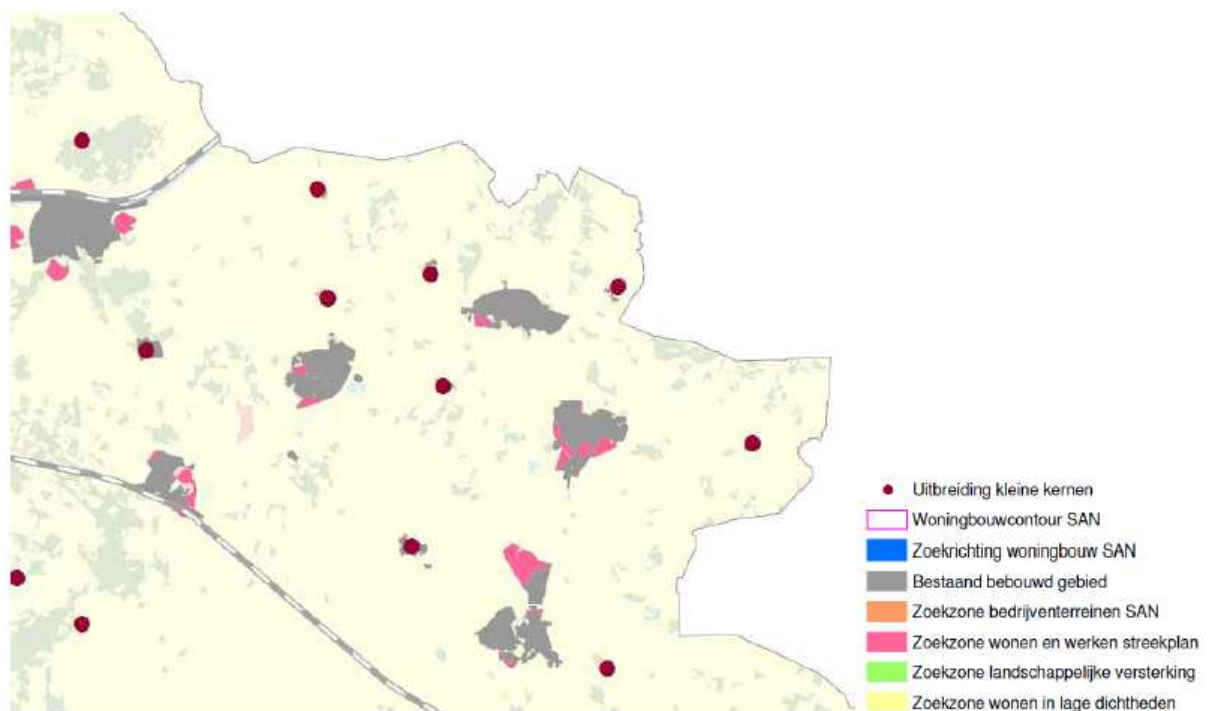 Uitbreiding kleine kernen
Woningbouwcontour SAN
Zoekrichting woningbouw SAN
Bestaand bebouwd gebied
Zoekzone bedrijventerreinen SAN
Zoekzone wonen en werken streekplan
Zoekzone landschappelijke versterking
Zoekzone wonen in lage dichtheden